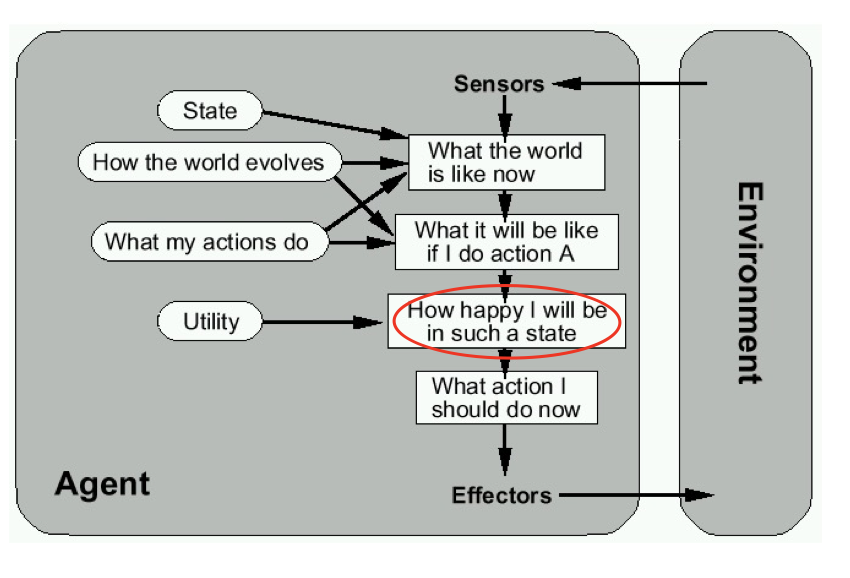 Sensors
State
What the world
is like now
How the world evolves
What my actions do
What it will be like
if I do action A
Utility
How happy I will be
in such a state
What action I
should do now
Agent
Effectors
Environment